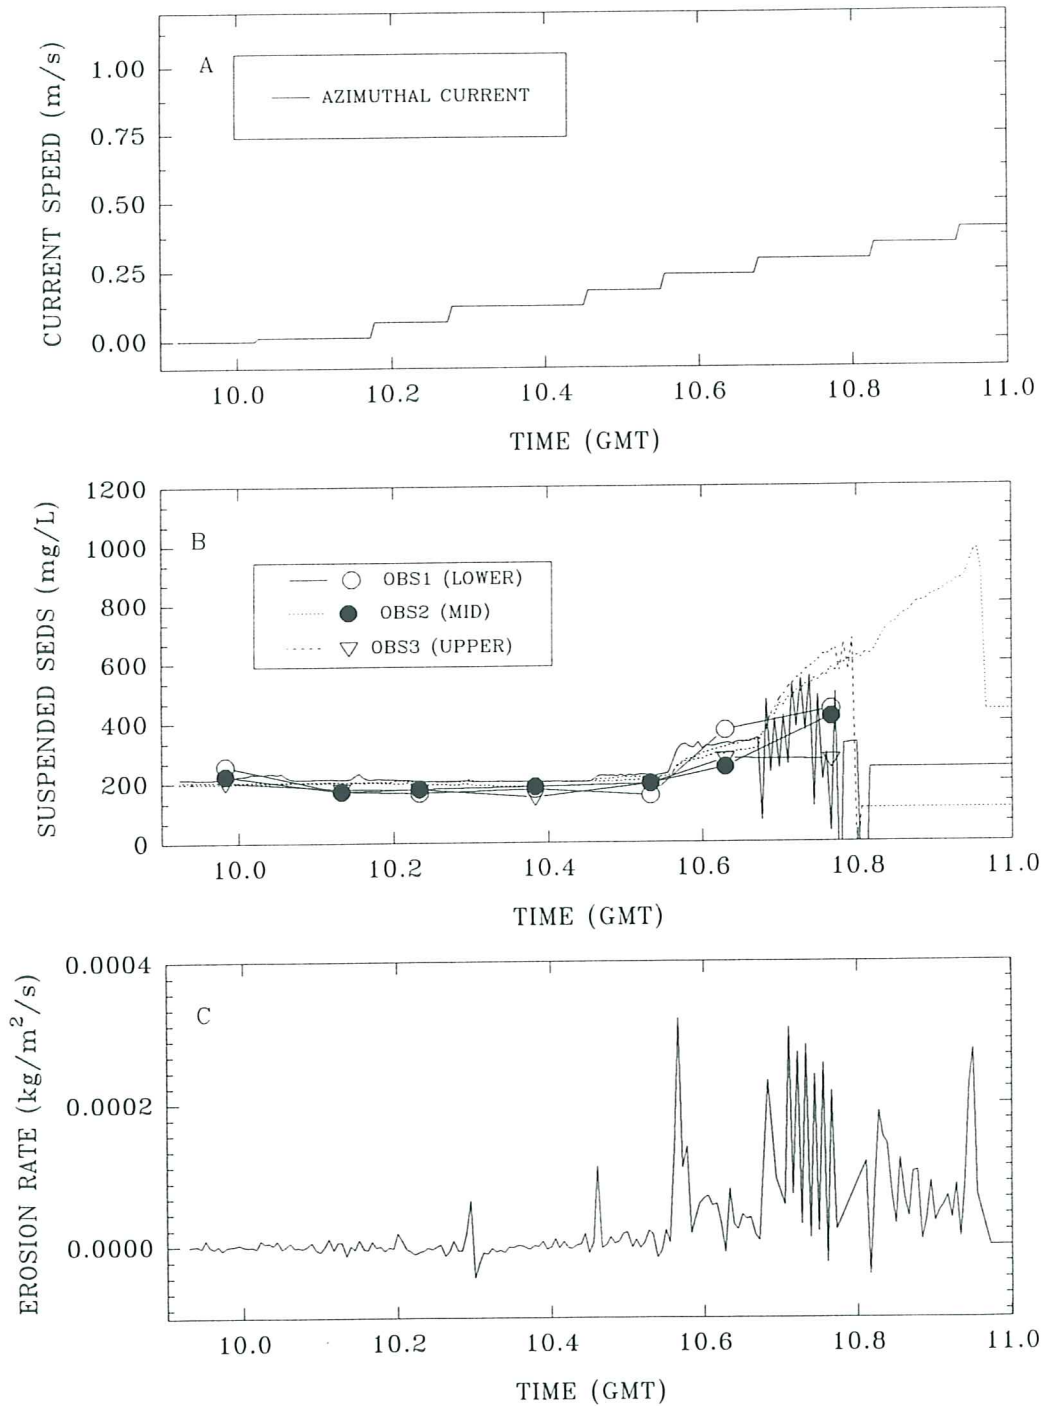 A
AZIMUTHAL CURRENT
CURRENT SPEED (m/s)
1.00
0.75
0.50
0.25
0.00
10.0 10.2 10.4 10.6 10.8 11.0
TIME (GMT)
B
OBS1 (LOWER)
OBS2 (MID)
OBS3 (UPPER)
SUSPENDED SEDS (mg/L)
1200
1000
800
600
400
200
0
10.0 10.2 10.4 10.6 10.8 11.0
TIME (GMT)
C
EROSION RATE (kg/m²/s)
0.0004
0.0002
0.0000
10.0 10.2 10.4 10.6 10.8 11.0
TIME (GMT)